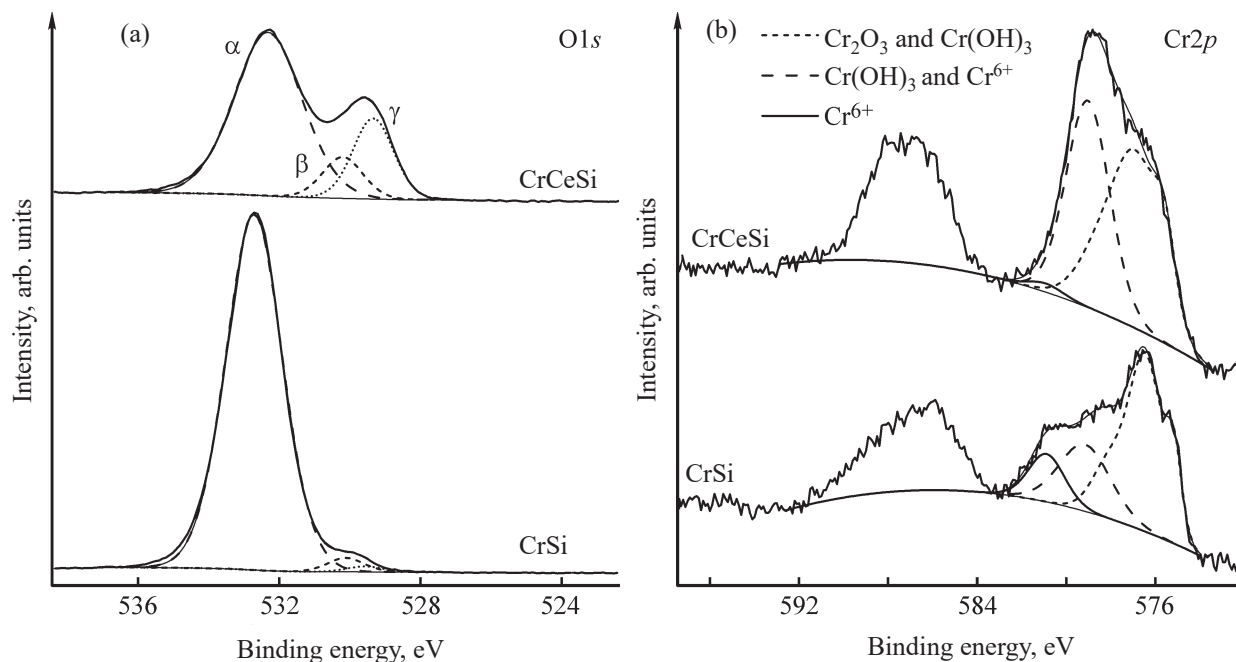 (a)
O1s
α
γ
β
CrCeSi
CrSi
Intensity, arb. units
536
532
528
524
Binding energy, eV
(b)
Cr2p
Cr₂O₃ and Cr(OH)₃
Cr(OH)₃ and Cr⁶⁺
Cr⁶⁺
CrCeSi
CrSi
Intensity, arb. units
592
584
576
Binding energy, eV